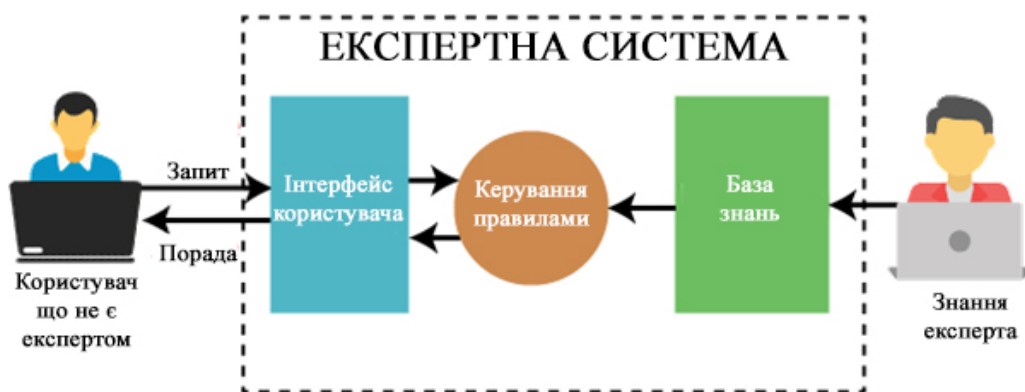 ЕКСПЕРТНА СИСТЕМА
Запит
Порада
Користувач
що не є
експертом
Інтерфейс
користувача
Керування
правилами
База
знань
Знання
експерта